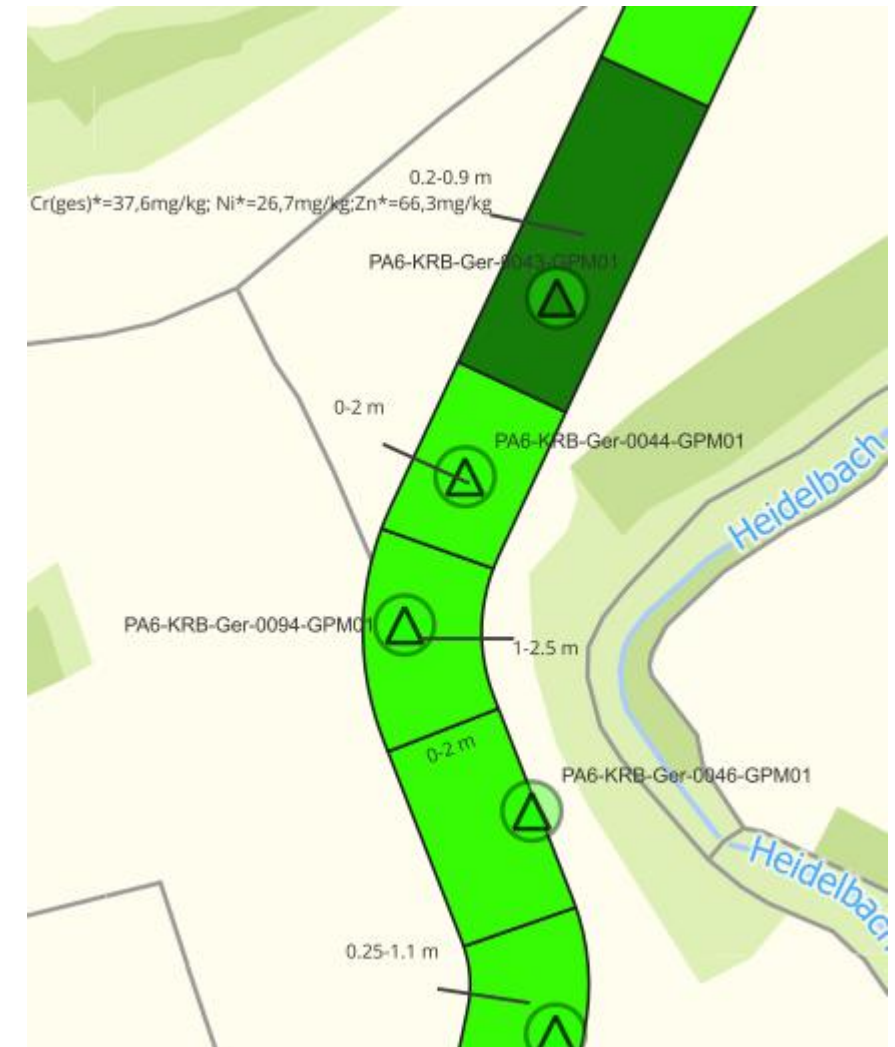 0.2-0.9 m
Cr(ges)*=37,6mg/kg; Ni*=26,7mg/kg;Zn*=66,3mg/kg
PA6-KRB-Ger-0043-GPM01
0-2 m
PA6-KRB-Ger-0044-GPM01
Heidelbach
PA6-KRB-Ger-0094-GPM01
1-2.5 m
0-2 m
PA6-KRB-Ger-0046-GPM01
Heidelbach
0.25-1.1 m